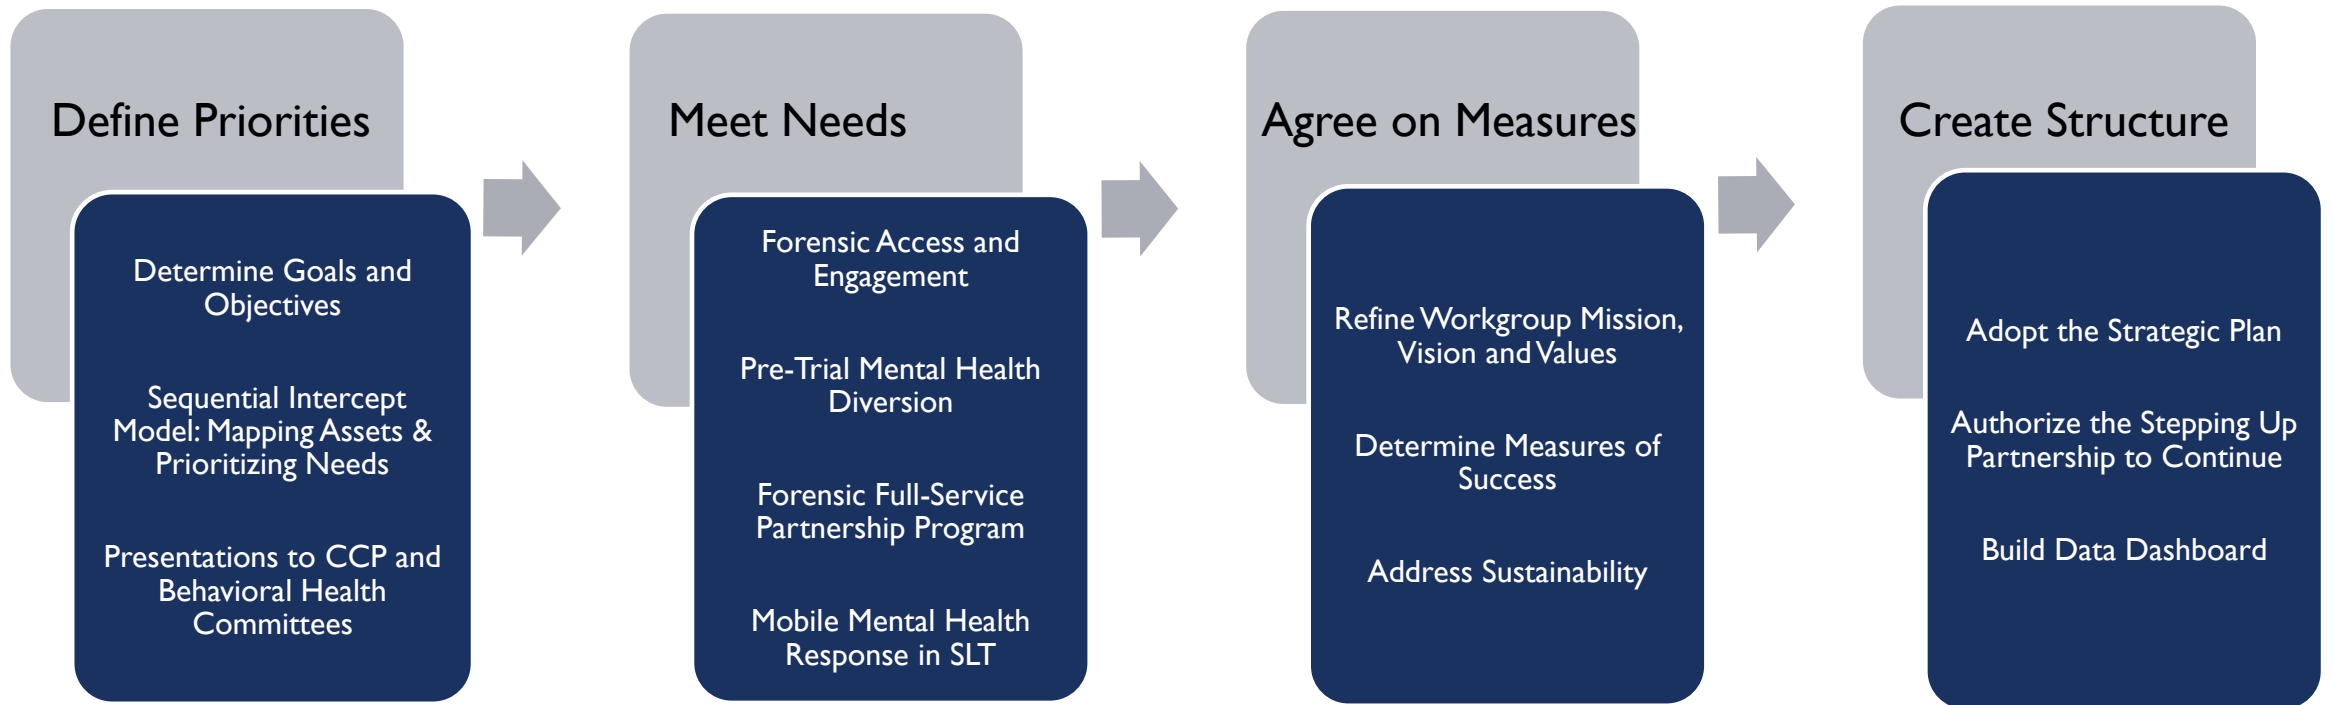 Define Priorities
Determine Goals and
Objectives
Sequential Intercept
Model: Mapping Assets &
Prioritizing Needs
Presentations to CCP and
Behavioral Health
Committees
Meet Needs
Forensic Access and
Engagement
Pre-Trial Mental Health
Diversion
Forensic Full-Service
Partnership Program
Mobile Mental Health
Response in SLT
Agree on Measures
Refine Workgroup Mission,
Vision and Values
Determine Measures of
Success
Address Sustainability
Create Structure
Adopt the Strategic Plan
Authorize the Stepping Up
Partnership to Continue
Build Data Dashboard